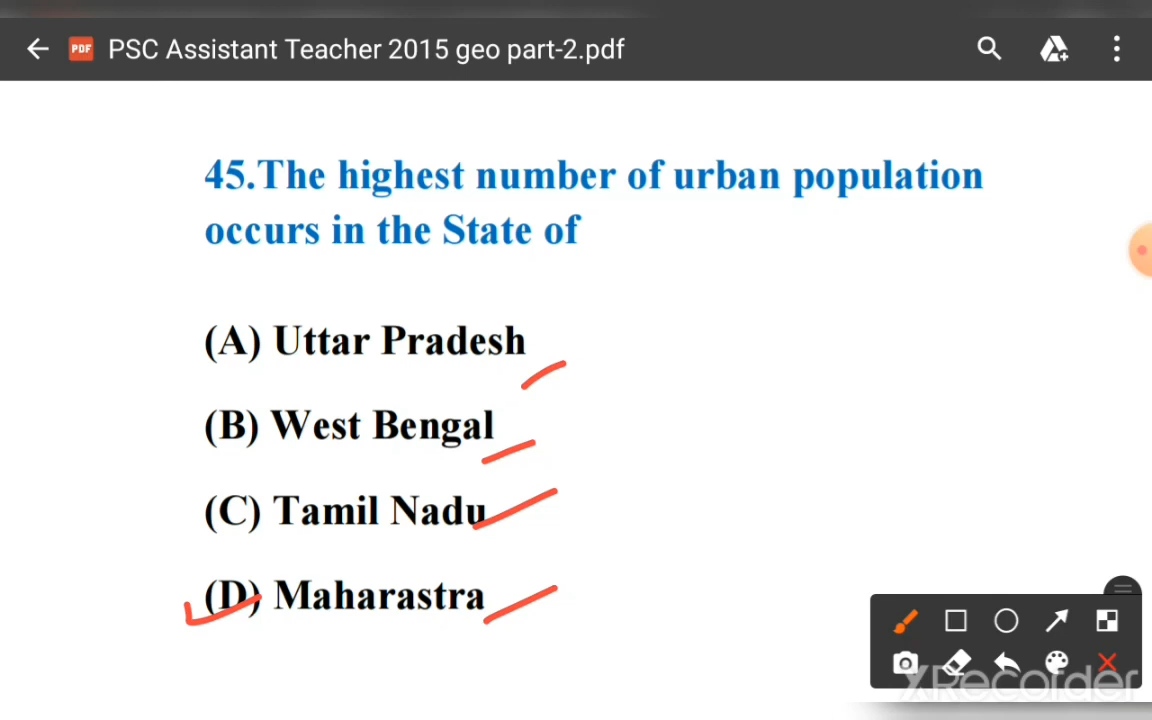 PDF PSC Assistant Teacher 2015 geo part-2.pdf
45.The highest number of urban population
occurs in the State of
(A) Uttar Pradesh
(B) West Bengal
(C) Tamil Nadu
(D) Maharastra
XRecorder